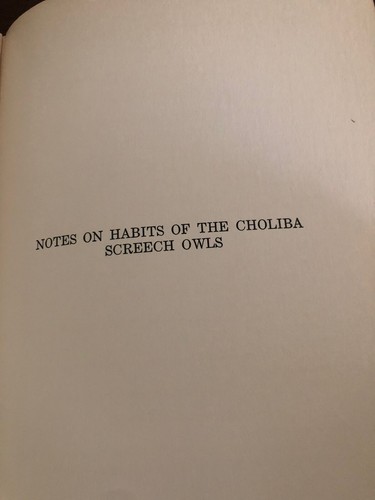 NOTES ON HABITS OF THE CHOLIBA
SCREECH OWLS